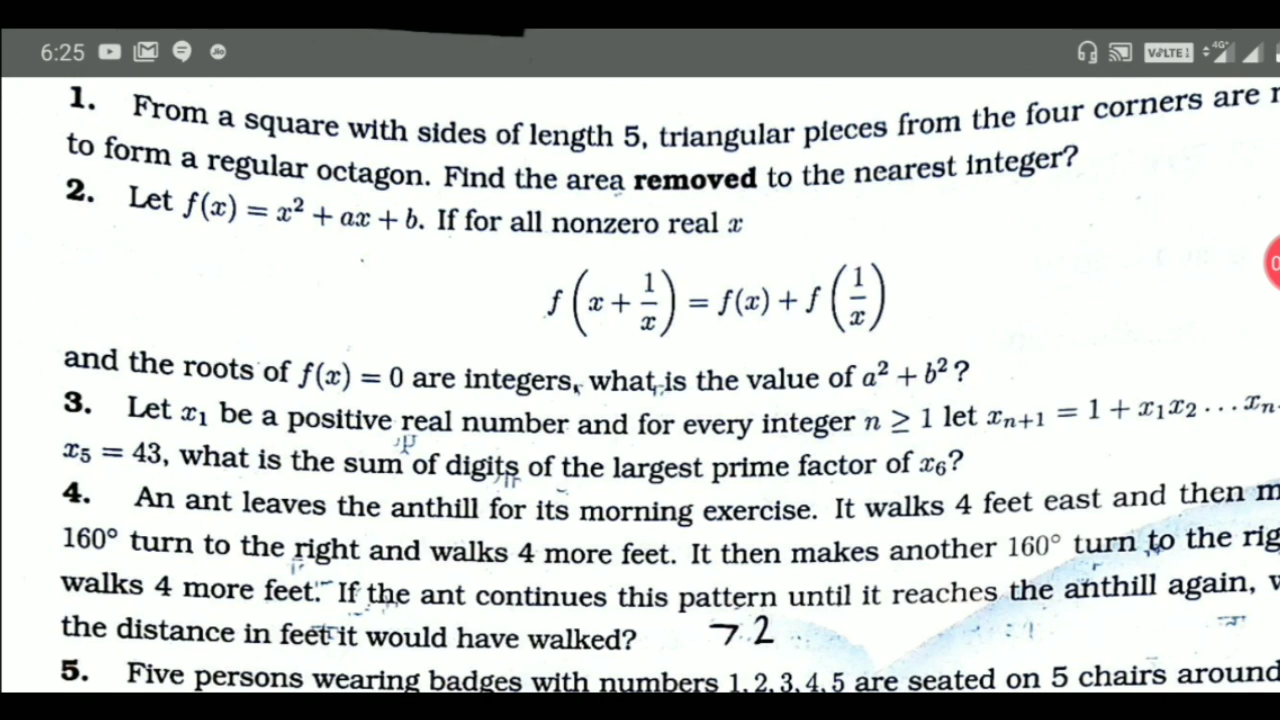 6:25
VoLTE 4G+
1. From a square with sides of length 5, triangular pieces from the four corners are
to form a regular octagon. Find the area removed to the nearest integer?
2. Let f(x) = x² + ax + b. If for all nonzero real x
f(x + 1/x) = f(x) + f(1/x)
and the roots of f(x) = 0 are integers, what is the value of a² + b²?
3. Let x₁ be a positive real number and for every integer n ≥ 1 let xₙ₊₁ = 1 + x₁x₂ . . . xₙ
x₅ = 43, what is the sum of digits of the largest prime factor of x₆?
4. An ant leaves the anthill for its morning exercise. It walks 4 feet east and then m
160° turn to the right and walks 4 more feet. It then makes another 160° turn to the rig
walks 4 more feet. If the ant continues this pattern until it reaches the anthill again, w
the distance in feet it would have walked? 72
5. Five persons wearing badges with numbers 1, 2, 3, 4, 5 are seated on 5 chairs around